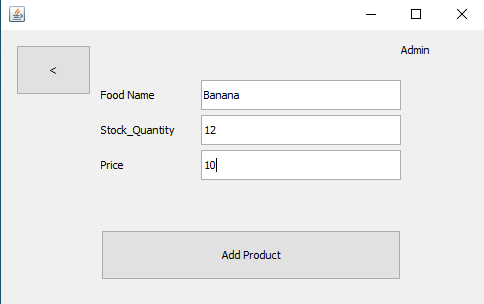 Admin
<
Food Name Banana
Stock_Quantity 12
Price 10
Add Product